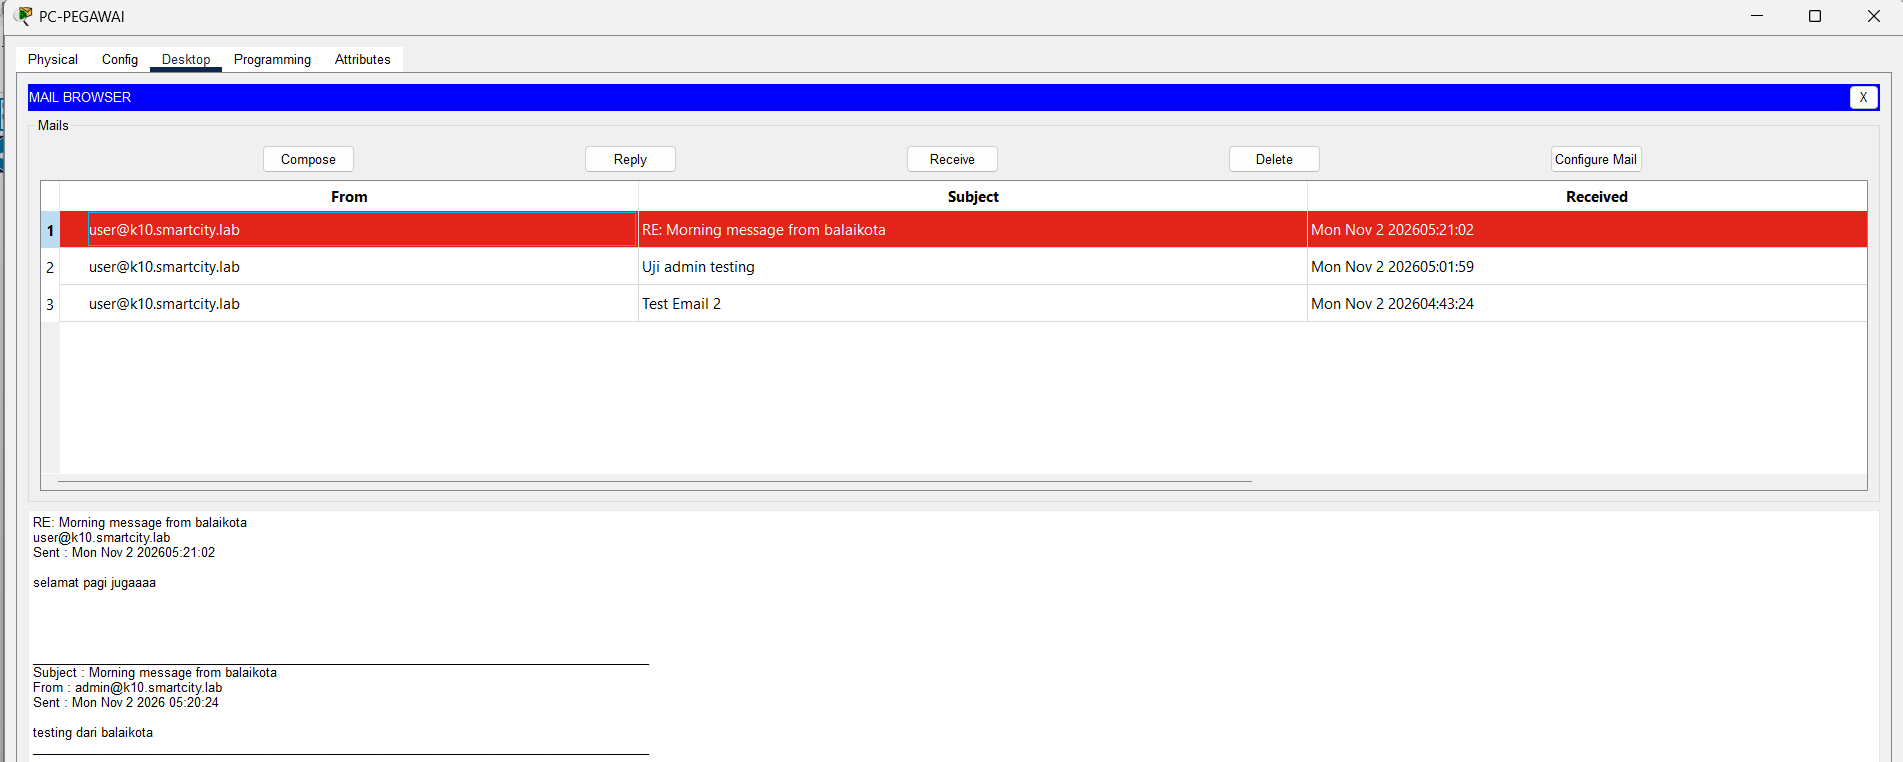 PC-PEGAWAI
Physical Config Desktop Programming Attributes
MAIL BROWSER X
Mails
Compose Reply Receive Delete Configure Mail
From Subject Received
1 user@k10.smartcity.lab RE: Morning message from balaikota Mon Nov 2 202605:21:02
2 user@k10.smartcity.lab Uji admin testing Mon Nov 2 202605:01:59
3 user@k10.smartcity.lab Test Email 2 Mon Nov 2 202604:43:24
RE: Morning message from balaikota
user@k10.smartcity.lab
Sent : Mon Nov 2 202605:21:02
selamat pagi jugaaaa
Subject : Morning message from balaikota
From : admin@k10.smartcity.lab
Sent : Mon Nov 2 2026 05:20:24
testing dari balaikota